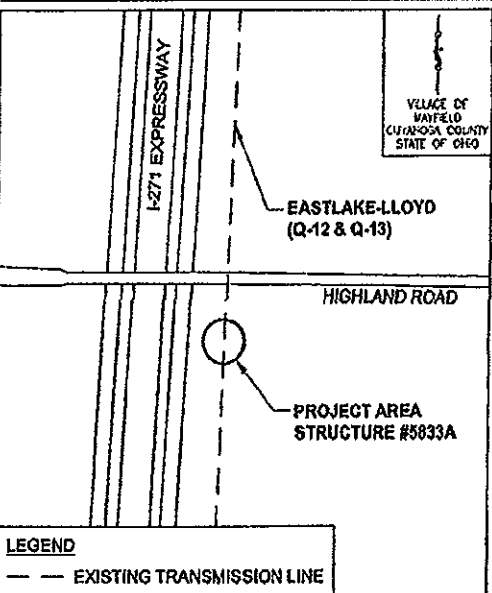 I-271 EXPRESSWAY
VILLAGE OF
MAYFIELD
CUYAHOGA COUNTY
STATE OF OHIO
EASTLAKE-LLOYD
(Q-12 & Q-13)
HIGHLAND ROAD
PROJECT AREA
STRUCTURE #5833A
LEGEND
EXISTING TRANSMISSION LINE